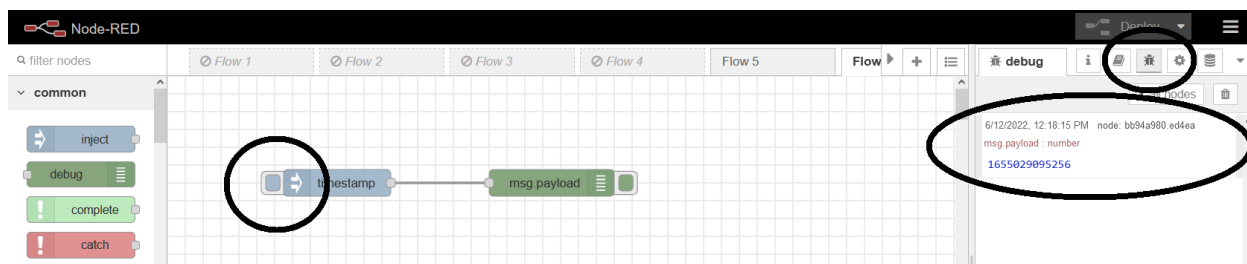 Node-RED
Deploy
filter nodes
Flow 1
Flow 2
Flow 3
Flow 4
Flow 5
Flow
debug
i
common
all nodes
inject
6/12/2022, 12:18:15 PM node: bb94a980.ed4ea
msg.payload : number
1655029095256
debug
timestamp
msg.payload
complete
catch